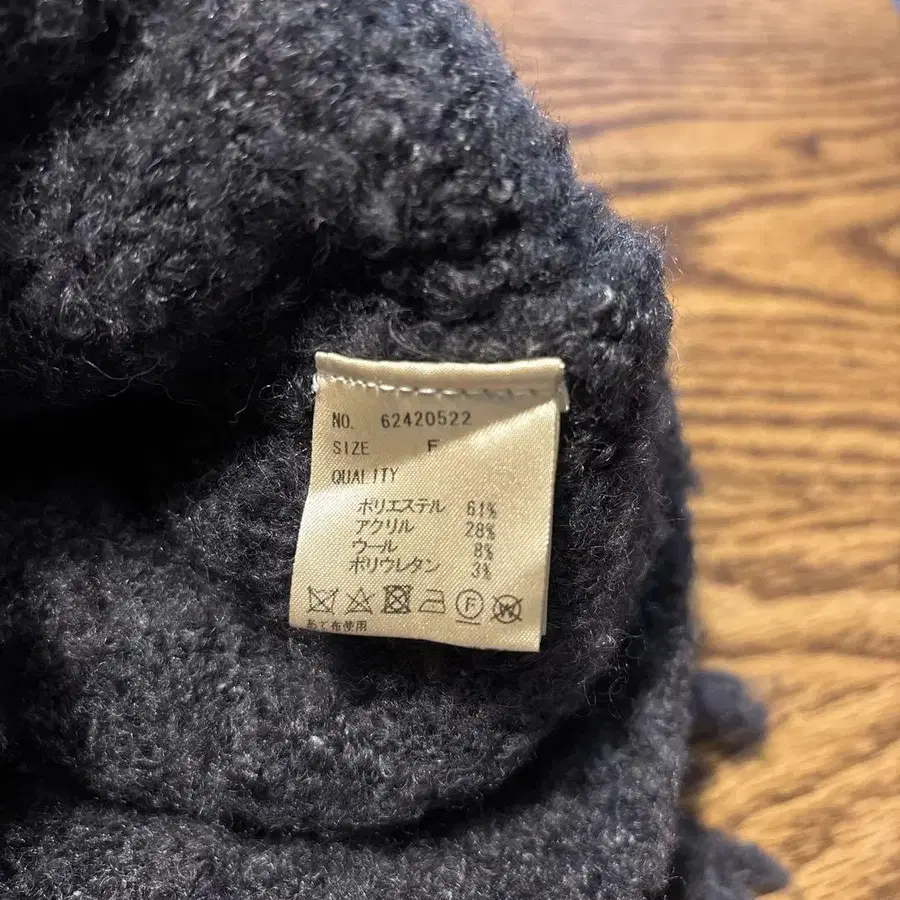 NO. 62420522
SIZE F
QUALITY
ポリエステル 61%
アクリル 28%
ウール 8%
ポリウレタン 3%
F W
あて布使用